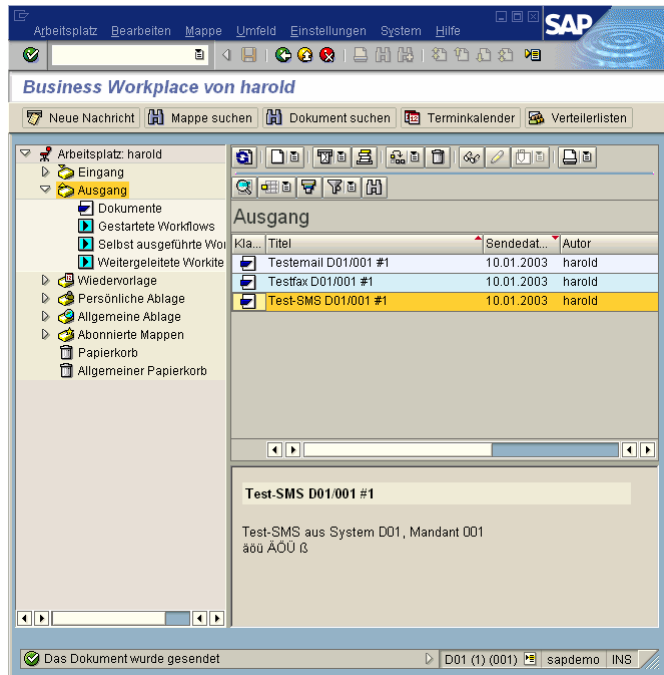 Arbeitsplatz Bearbeiten Mappe Umfeld Einstellungen System Hilfe
SAP
Business Workplace von harold
Neue Nachricht Mappe suchen Dokument suchen Terminkalender Verteilerlisten
Arbeitsplatz: harold
Eingang
Ausgang
Dokumente
Gestartete Workflows
Selbst ausgeführte Wor
Weitergeleitete Workite
Wiedervorlage
Persönliche Ablage
Allgemeine Ablage
Abonnierte Mappen
Papierkorb
Allgemeiner Papierkorb
Ausgang
Kla... Titel Sendedat... Autor
Testemail D01/001 #1 10.01.2003 harold
Testfax D01/001 #1 10.01.2003 harold
Test-SMS D01/001 #1 10.01.2003 harold
Test-SMS D01/001 #1
Test-SMS aus System D01, Mandant 001
äöü ÄÖÜ ß
Das Dokument wurde gesendet D01 (1) (001) sapdemo INS